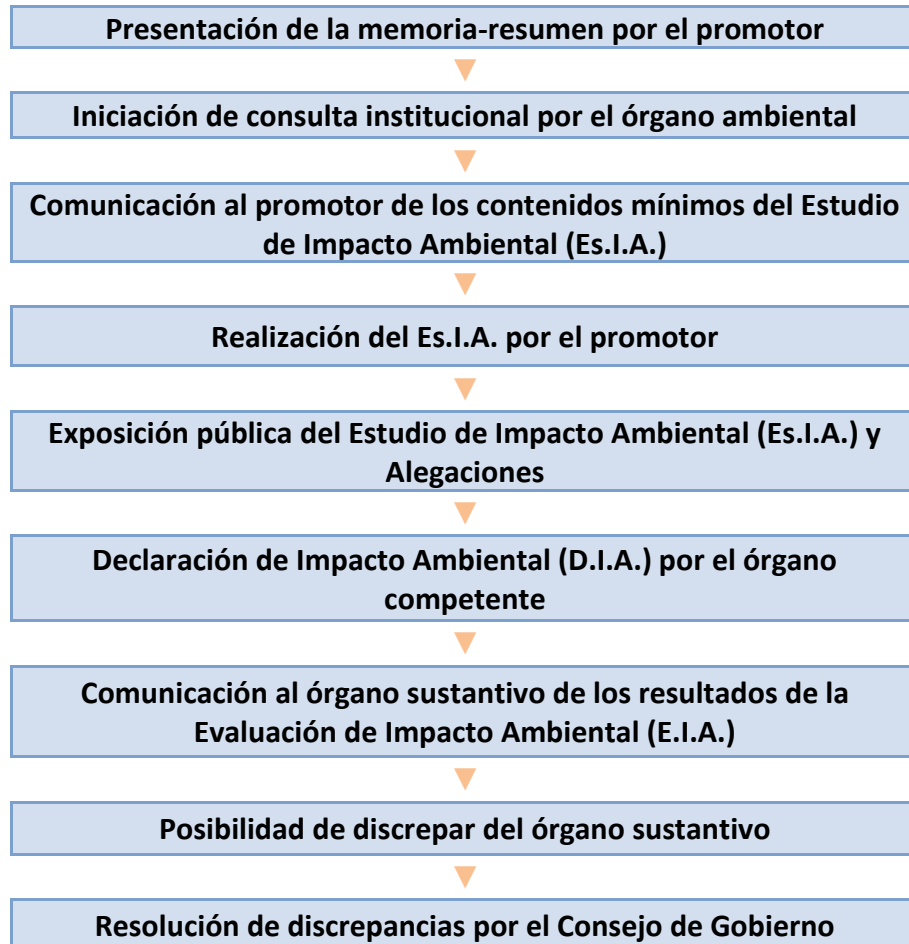 Presentación de la memoria-resumen por el promotor
Iniciación de consulta institucional por el órgano ambiental
Comunicación al promotor de los contenidos mínimos del Estudio
de Impacto Ambiental (Es.I.A.)
Realización del Es.I.A. por el promotor
Exposición pública del Estudio de Impacto Ambiental (Es.I.A.) y
Alegaciones
Declaración de Impacto Ambiental (D.I.A.) por el órgano
competente
Comunicación al órgano sustantivo de los resultados de la
Evaluación de Impacto Ambiental (E.I.A.)
Posibilidad de discrepar del órgano sustantivo
Resolución de discrepancias por el Consejo de Gobierno